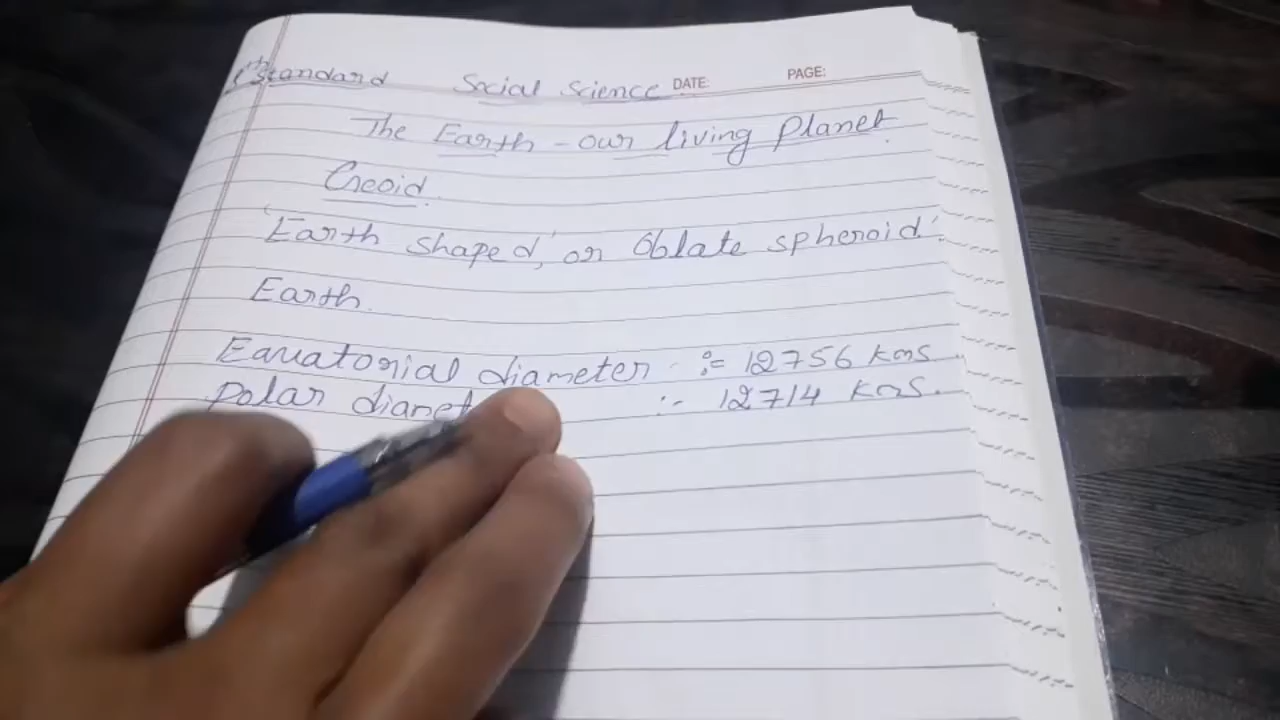 Standard Social Science DATE: PAGE:
The Earth - our living Planet
Geoid.
'Earth shaped' or Oblate spheroid'.
Earth.
Equatorial diameter :- 12756 kms
Polar :- 12714 kms.